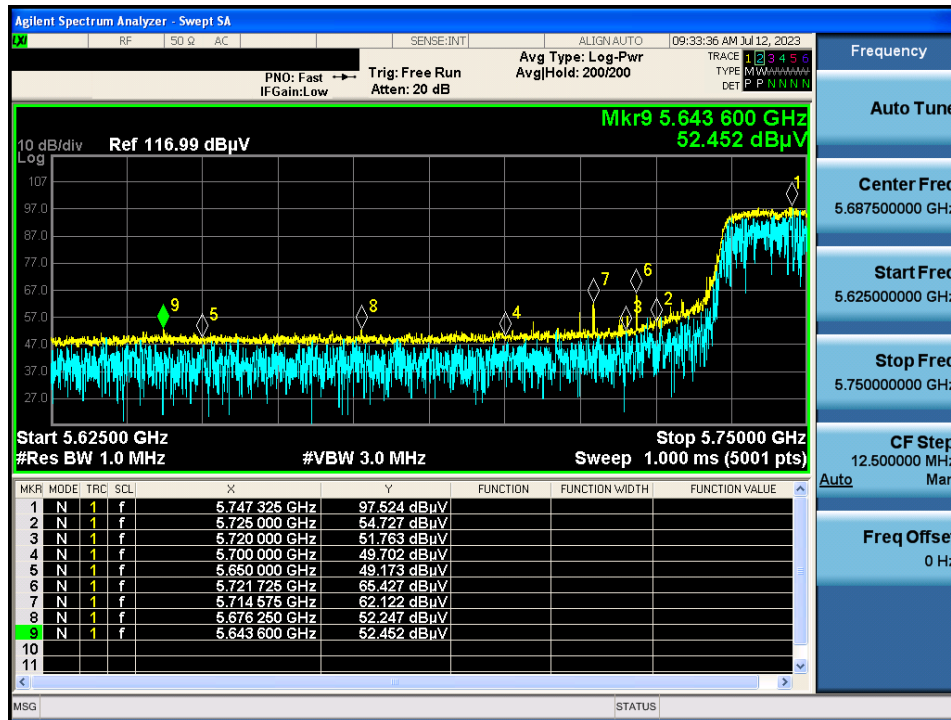 Agilent Spectrum Analyzer - Swept SA
LXI RF 50 Ω AC SENSE:INT ALIGN AUTO 09:33:36 AM Jul 12, 2023
Frequency
PNO: Fast Trig: Free Run Avg Type: Log-Pwr TRACE 1 2 3 4 5 6
IFGain:Low Atten: 20 dB Avg|Hold: 200/200 TYPE M
DET P P N N N N
Auto Tune
Mkr9 5.643 600 GHz
52.452 dBµV
10 dB/div Ref 116.99 dBµV
Log
107
97.0
87.0
77.0
67.0
57.0
47.0
37.0
27.0
9 5 8 4 7 3 6 2 1
Center Freq
5.687500000 GHz
Start Freq
5.625000000 GHz
Stop Freq
5.750000000 GHz
Start 5.62500 GHz Stop 5.75000 GHz
#Res BW 1.0 MHz #VBW 3.0 MHz Sweep 1.000 ms (5001 pts)
CF Step
12.500000 MHz
Auto Man
Freq Offset
0 Hz
MKR MODE TRC SCL X Y FUNCTION FUNCTION WIDTH FUNCTION VALUE
1 N 1 f 5.747 325 GHz 97.524 dBµV
2 N 1 f 5.725 000 GHz 54.727 dBµV
3 N 1 f 5.720 000 GHz 51.763 dBµV
4 N 1 f 5.700 000 GHz 49.702 dBµV
5 N 1 f 5.650 000 GHz 49.173 dBµV
6 N 1 f 5.721 725 GHz 65.427 dBµV
7 N 1 f 5.714 575 GHz 62.122 dBµV
8 N 1 f 5.676 250 GHz 52.247 dBµV
9 N 1 f 5.643 600 GHz 52.452 dBµV
10
11
MSG STATUS